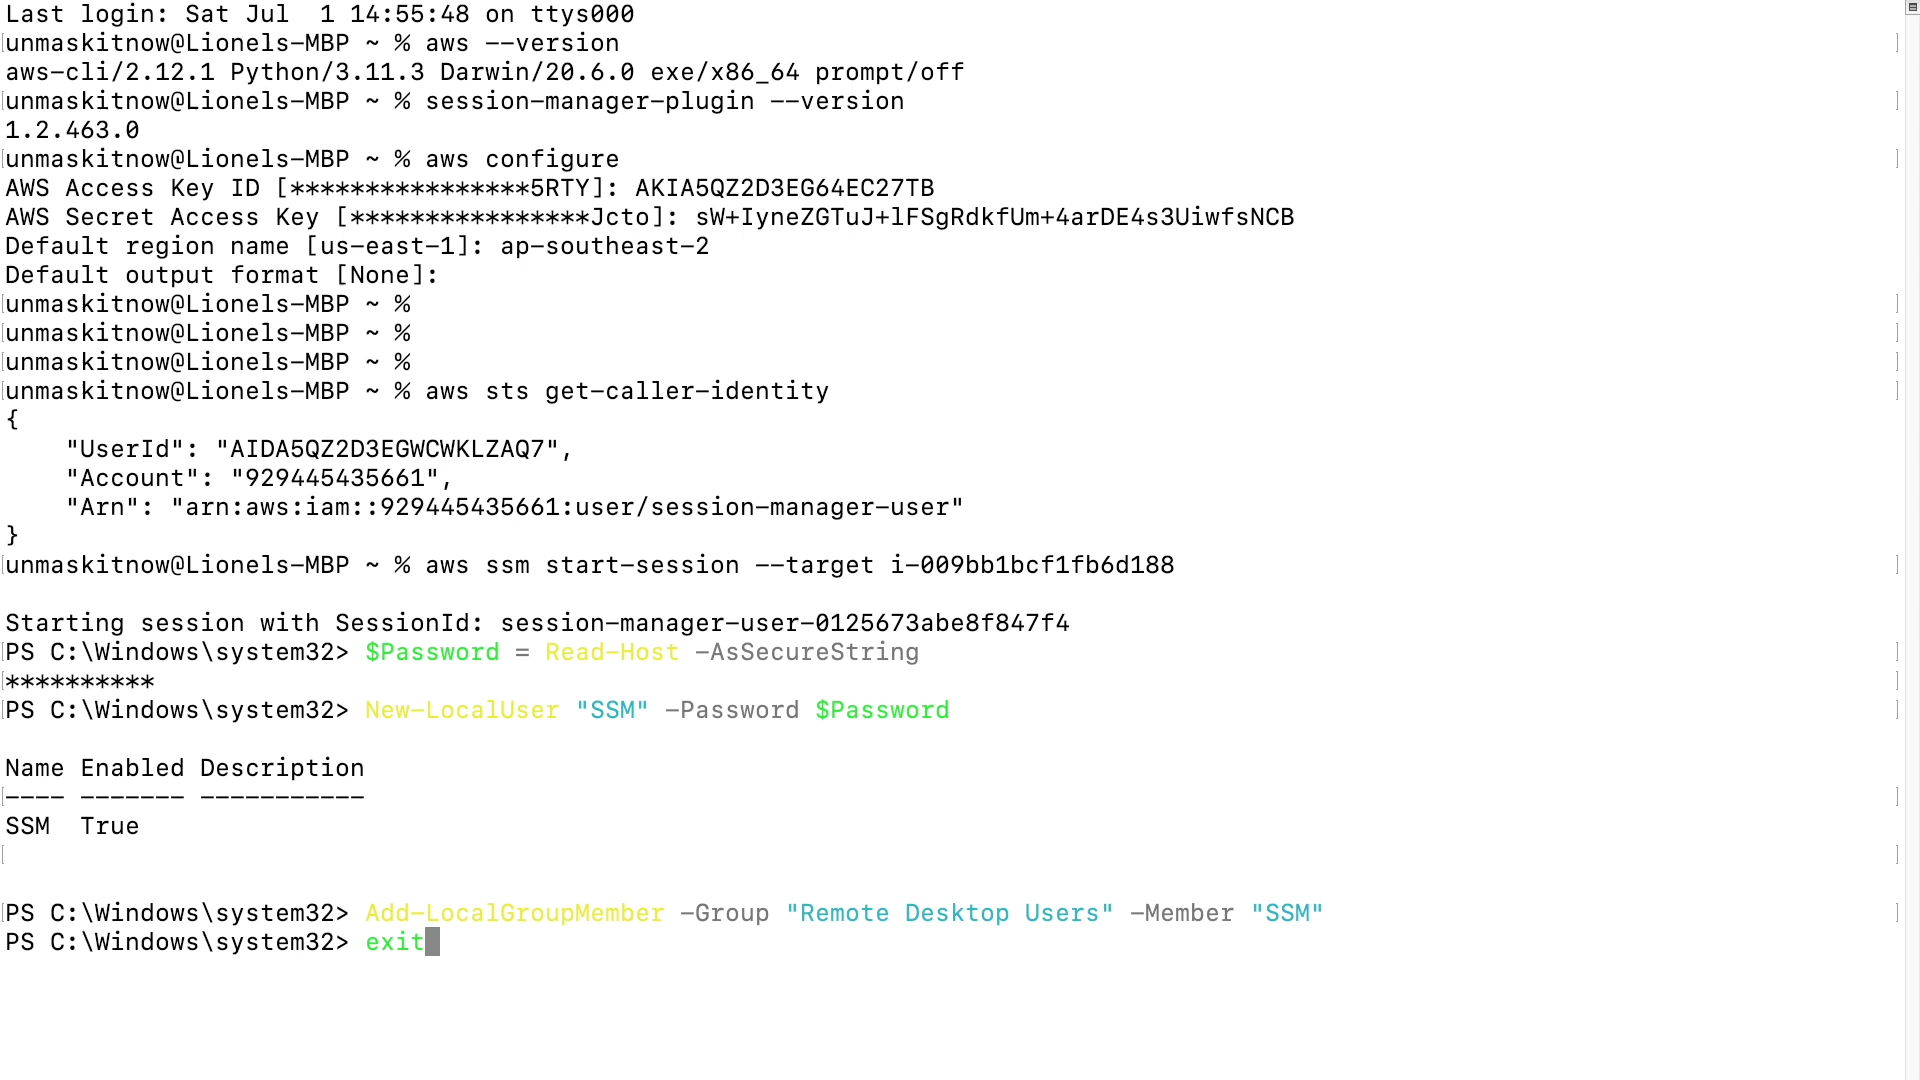 Last login: Sat Jul  1 14:55:48 on ttys000
[unmaskitnow@Lionels-MBP ~ % aws --version ]
aws-cli/2.12.1 Python/3.11.3 Darwin/20.6.0 exe/x86_64 prompt/off
[unmaskitnow@Lionels-MBP ~ % session-manager-plugin --version ]
1.2.463.0
[unmaskitnow@Lionels-MBP ~ % aws configure ]
AWS Access Key ID [****************5RTY]: AKIA5QZ2D3EG64EC27TB
AWS Secret Access Key [****************Jcto]: 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
Default region name [us-east-1]: ap-southeast-2
Default output format [None]:
[unmaskitnow@Lionels-MBP ~ % ]
[unmaskitnow@Lionels-MBP ~ % ]
[unmaskitnow@Lionels-MBP ~ % ]
[unmaskitnow@Lionels-MBP ~ % aws sts get-caller-identity ]
{
    "UserId": "AIDA5QZ2D3EGWCWKLZAQ7",
    "Account": "929445435661",
    "Arn": "arn:aws:iam::929445435661:user/session-manager-user"
}
[unmaskitnow@Lionels-MBP ~ % aws ssm start-session --target i-009bb1bcf1fb6d188 ]
Starting session with SessionId: session-manager-user-0125673abe8f847f4
[PS C:\Windows\system32> $Password = Read-Host -AsSecureString ]
[********** ]
[PS C:\Windows\system32> New-LocalUser "SSM" -Password $Password ]
Name Enabled Description
[---- ------- ----------- ]
SSM  True
[ ]
[PS C:\Windows\system32> Add-LocalGroupMember -Group "Remote Desktop Users" -Member "SSM" ]
PS C:\Windows\system32> exit